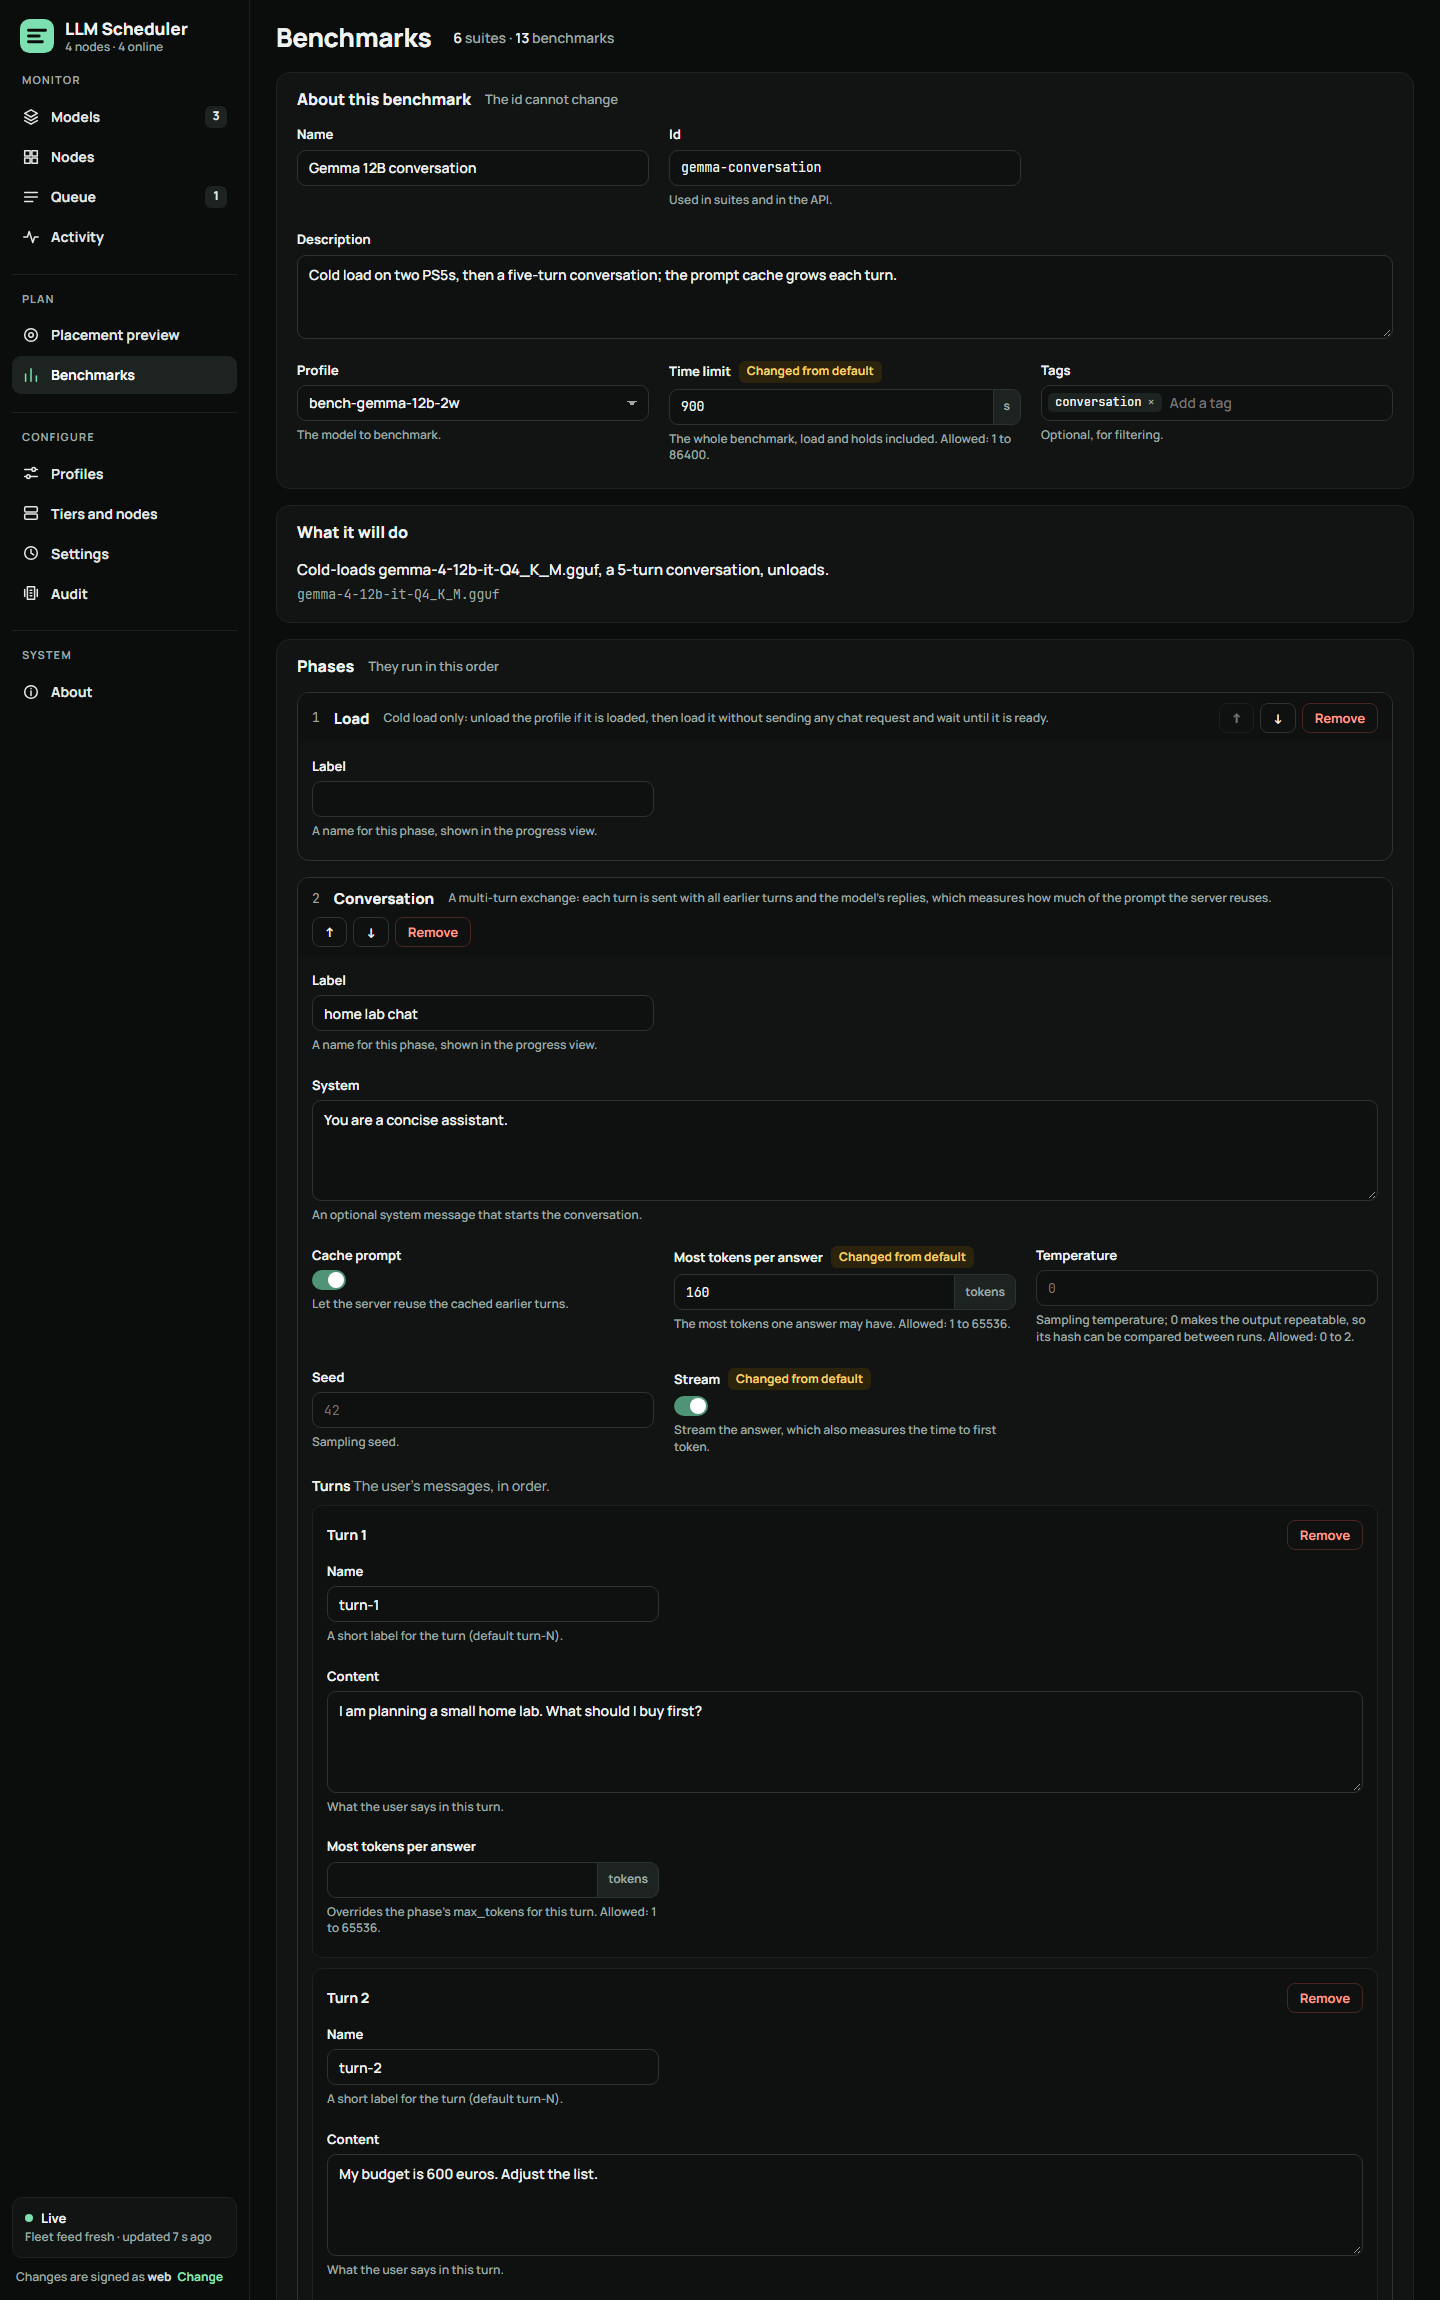 LLM Scheduler
4 nodes · 4 online
MONITOR
Models 3
Nodes
Queue 1
Activity
PLAN
Placement preview
Benchmarks
CONFIGURE
Profiles
Tiers and nodes
Settings
Audit
SYSTEM
About
Live
Fleet feed fresh · updated 7 s ago
Changes are signed as web Change
Benchmarks 6 suites · 13 benchmarks
About this benchmark The id cannot change
Name
Gemma 12B conversation
Id
gemma-conversation
Used in suites and in the API.
Description
Cold load on two PS5s, then a five-turn conversation; the prompt cache grows each turn.
Profile
bench-gemma-12b-2w
The model to benchmark.
Time limit Changed from default
900 s
The whole benchmark, load and holds included. Allowed: 1 to
86400.
Tags
conversation × Add a tag
Optional, for filtering.
What it will do
Cold-loads gemma-4-12b-it-Q4_K_M.gguf, a 5-turn conversation, unloads.
gemma-4-12b-it-Q4_K_M.gguf
Phases They run in this order
1 Load Cold load only: unload the profile if it is loaded, then load it without sending any chat request and wait until it is ready. ↑ ↓ Remove
Label
A name for this phase, shown in the progress view.
2 Conversation A multi-turn exchange: each turn is sent with all earlier turns and the model's replies, which measures how much of the prompt the server reuses.
↑ ↓ Remove
Label
home lab chat
A name for this phase, shown in the progress view.
System
You are a concise assistant.
An optional system message that starts the conversation.
Cache prompt
Let the server reuse the cached earlier turns.
Most tokens per answer Changed from default
160 tokens
The most tokens one answer may have. Allowed: 1 to 65536.
Temperature
0
Sampling temperature; 0 makes the output repeatable, so
its hash can be compared between runs. Allowed: 0 to 2.
Seed
42
Sampling seed.
Stream Changed from default
Stream the answer, which also measures the time to first
token.
Turns The user's messages, in order.
Turn 1 Remove
Name
turn-1
A short label for the turn (default turn-N).
Content
I am planning a small home lab. What should I buy first?
What the user says in this turn.
Most tokens per answer
tokens
Overrides the phase's max_tokens for this turn. Allowed: 1
to 65536.
Turn 2 Remove
Name
turn-2
A short label for the turn (default turn-N).
Content
My budget is 600 euros. Adjust the list.
What the user says in this turn.